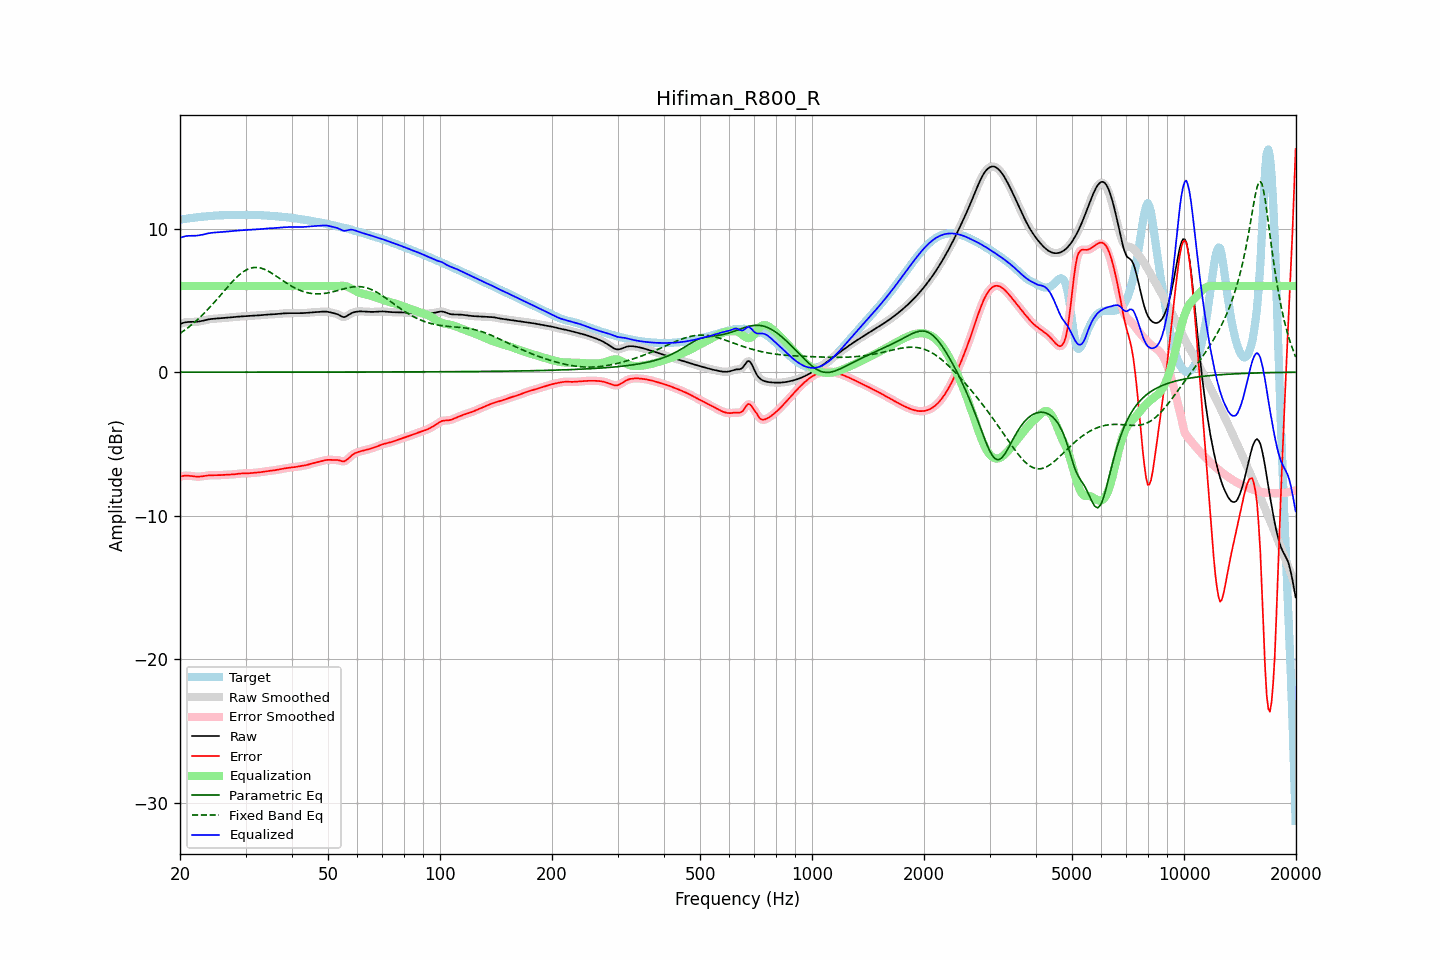 Hifiman_R800_R
Amplitude (dBr)
10
0
−10
−20
−30
Target
Raw Smoothed
Error Smoothed
Raw
Error
Equalization
Parametric Eq
Fixed Band Eq
Equalized
20 50 100 200 500 1000 2000 5000 10000 20000
Frequency (Hz)